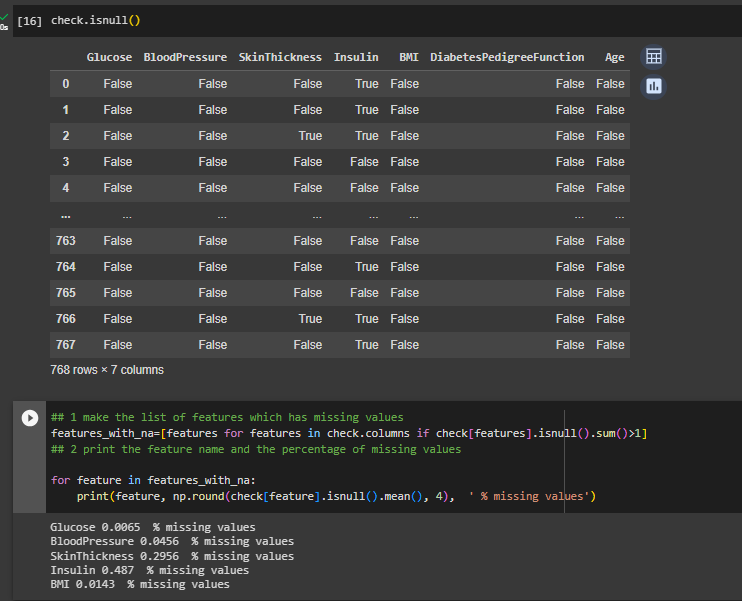 0s
[16] check.isnull()
Glucose BloodPressure SkinThickness Insulin BMI DiabetesPedigreeFunction Age
0 False False False True False False False
1 False False False True False False False
2 False False True True False False False
3 False False False False False False False
4 False False False False False False False
... ... ... ... ... ... ... ...
763 False False False False False False False
764 False False False True False False False
765 False False False False False False False
766 False False True True False False False
767 False False False True False False False
768 rows × 7 columns
## 1 make the list of features which has missing values
features_with_na=[features for features in check.columns if check[features].isnull().sum()>1]
## 2 print the feature name and the percentage of missing values
for feature in features_with_na:
    print(feature, np.round(check[feature].isnull().mean(), 4),  ' % missing values')
Glucose 0.0065  % missing values
BloodPressure 0.0456  % missing values
SkinThickness 0.2956  % missing values
Insulin 0.487  % missing values
BMI 0.0143  % missing values